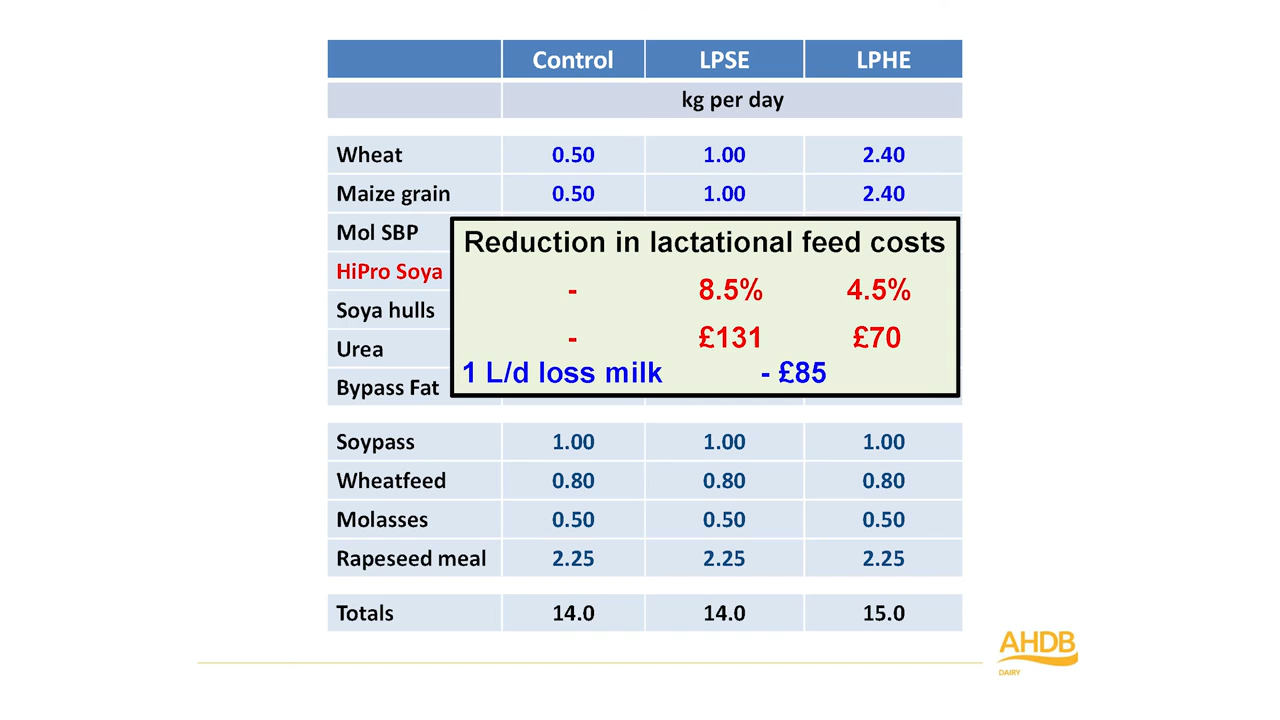 Control LPSE LPHE
kg per day
Wheat 0.50 1.00 2.40
Maize grain 0.50 1.00 2.40
Mol SBP
HiPro Soya
Soya hulls
Urea
Bypass Fat
Reduction in lactational feed costs
- 8.5% 4.5%
- £131 £70
1 L/d loss milk - £85
Soypass 1.00 1.00 1.00
Wheatfeed 0.80 0.80 0.80
Molasses 0.50 0.50 0.50
Rapeseed meal 2.25 2.25 2.25
Totals 14.0 14.0 15.0
AHDB
DAIRY